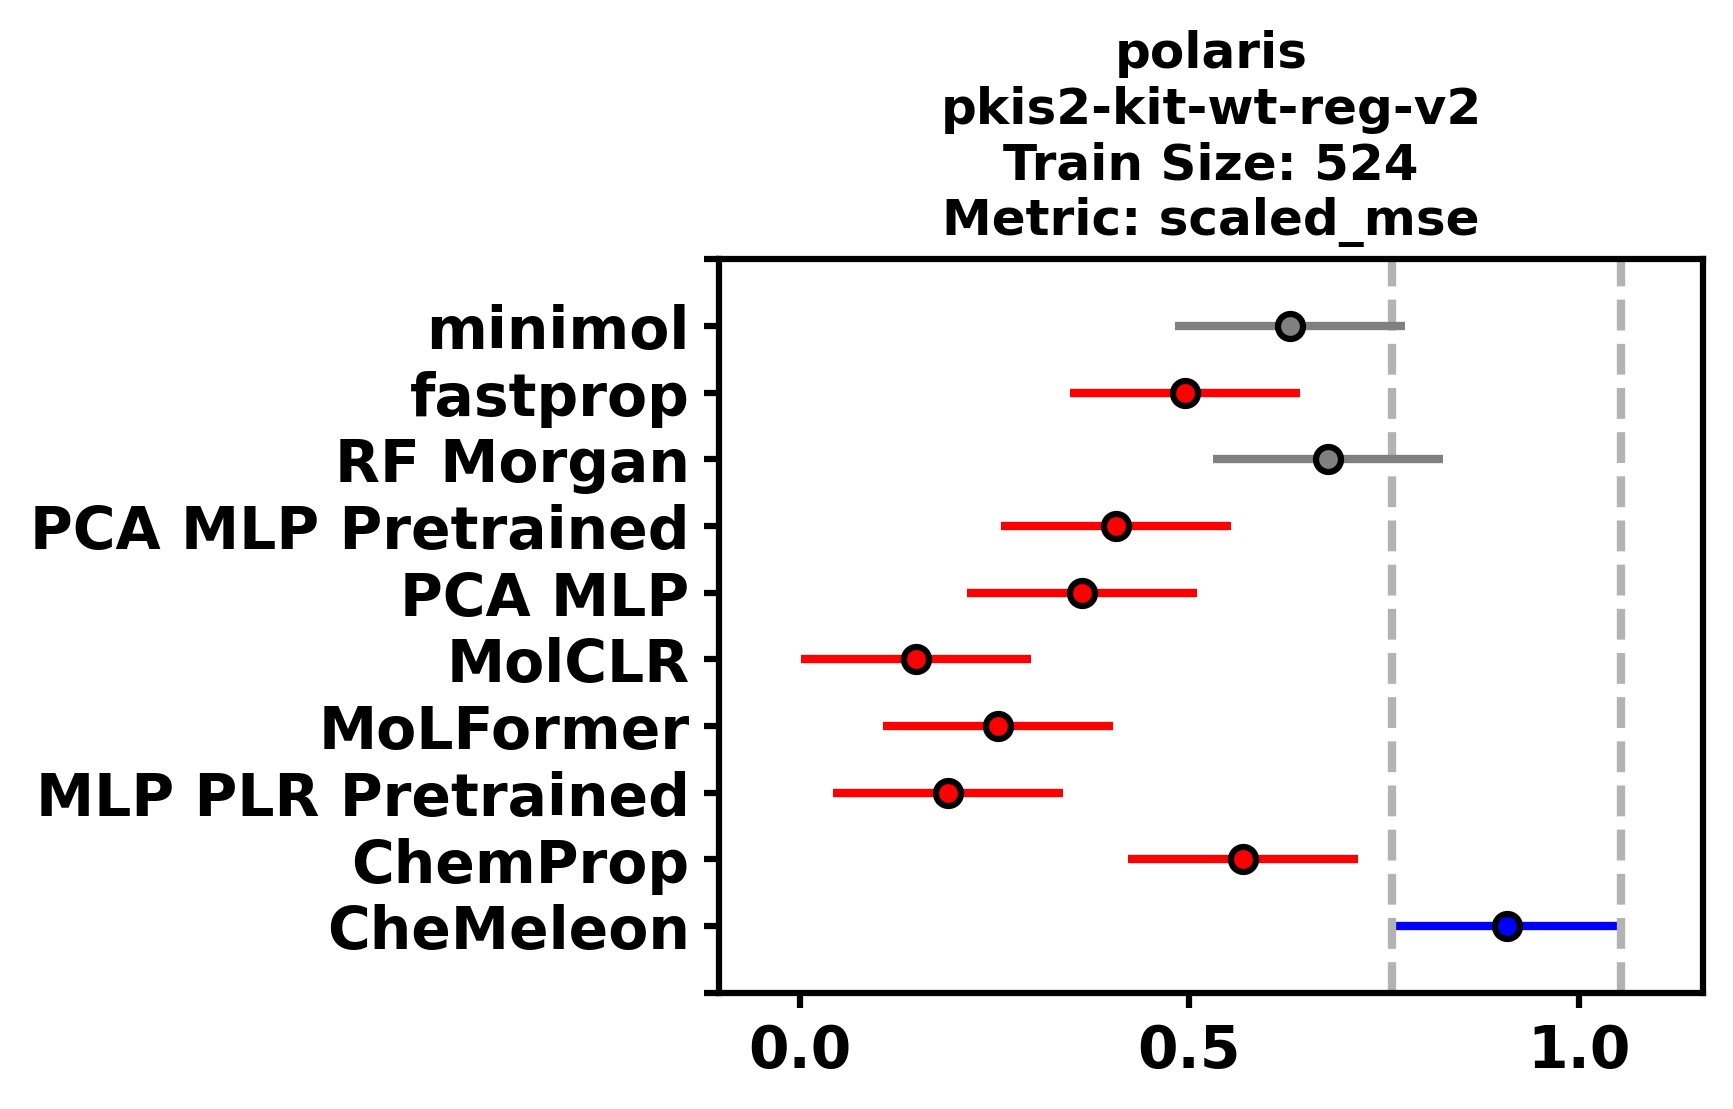 polaris
pkis2-kit-wt-reg-v2
Train Size: 524
Metric: scaled_mse
minimol
fastprop
RF Morgan
PCA MLP Pretrained
PCA MLP
MolCLR
MoLFormer
MLP PLR Pretrained
ChemProp
CheMeleon
0.0 0.5 1.0